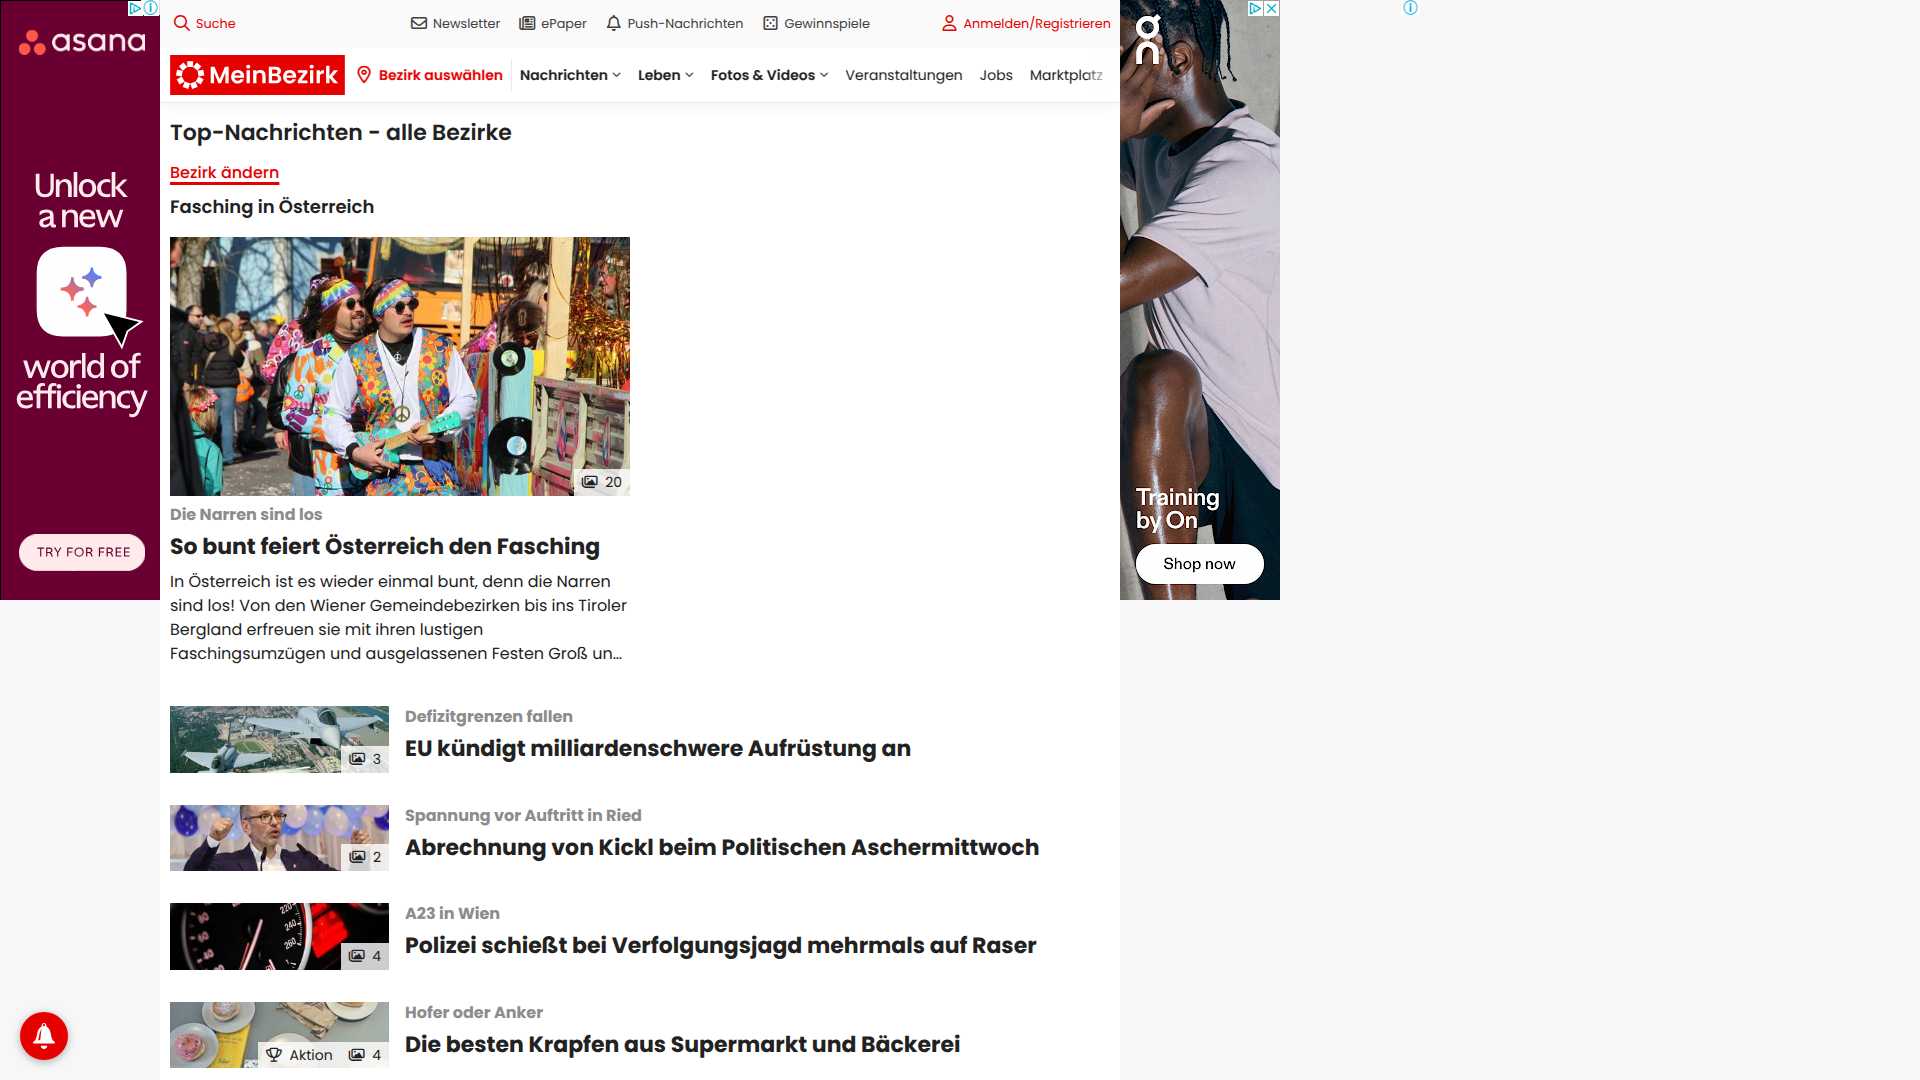 asana
Unlock
a new
world of
efficiency
TRY FOR FREE
Suche
Newsletter
ePaper
Push-Nachrichten
Gewinnspiele
Anmelden/Registrieren
MeinBezirk
Bezirk auswählen
Nachrichten
Leben
Fotos & Videos
Veranstaltungen
Jobs
Marktplatz
Top-Nachrichten - alle Bezirke
Bezirk ändern
Fasching in Österreich
20
Die Narren sind los
So bunt feiert Österreich den Fasching
In Österreich ist es wieder einmal bunt, denn die Narren
sind los! Von den Wiener Gemeindebezirken bis ins Tiroler
Bergland erfreuen sie mit ihren lustigen
Faschingsumzügen und ausgelassenen Festen Groß un...
3
Defizitgrenzen fallen
EU kündigt milliardenschwere Aufrüstung an
2
Spannung vor Auftritt in Ried
Abrechnung von Kickl beim Politischen Aschermittwoch
220
240
260
4
A23 in Wien
Polizei schießt bei Verfolgungsjagd mehrmals auf Raser
Aktion
4
Hofer oder Anker
Die besten Krapfen aus Supermarkt und Bäckerei
on
Training
by On
Shop now